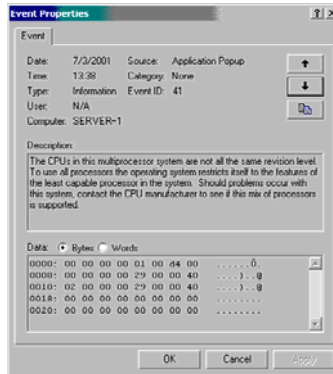 Event Properties
Event
Date: 7/3/2001 Source: Application Popup
Time: 13:38 Category: None
Type: Information Event ID: 41
User: N/A
Computer: SERVER-1
Description:
The CPUs in this multiprocessor system are not all the same revision level.
To use all processors the operating system restricts itself to the features of
the least capable processor in the system. Should problems occur with
this system, contact the CPU manufacturer to see if this mix of processors
is supported.
Data: Bytes Words
0000: 00 00 00 00 01 00 d4 00 ......Ô.
0008: 00 00 00 00 29 00 00 40 ....)..@
0010: 02 00 00 00 29 00 00 40 ....)..@
0018: 00 00 00 00 00 00 00 00 ........
0020: 00 00 00 00 00 00 00 00 ........
OK Cancel Apply